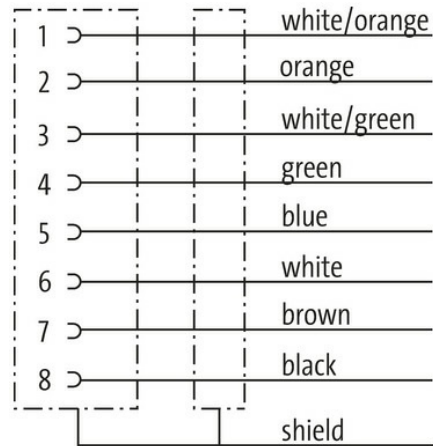 1 white/orange
2 orange
3 white/green
4 green
5 blue
6 white
7 brown
8 black
shield